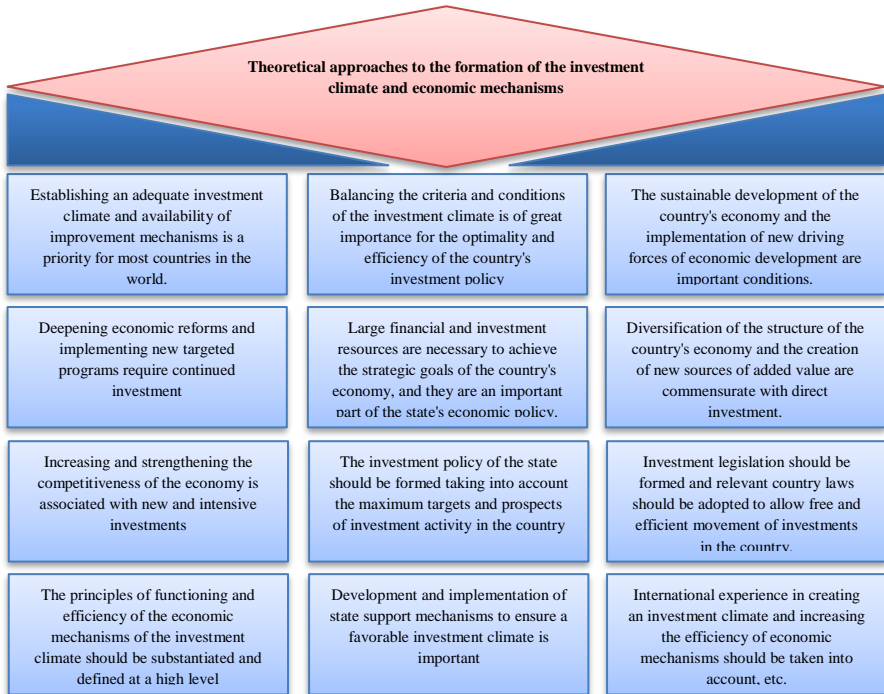 Theoretical approaches to the formation of the investment
climate and economic mechanisms
Establishing an adequate investment
climate and availability of
improvement mechanisms is a
priority for most countries in the
world.
Balancing the criteria and conditions
of the investment climate is of great
importance for the optimality and
efficiency of the country's
investment policy
The sustainable development of the
country's economy and the
implementation of new driving
forces of economic development are
important conditions.
Deepening economic reforms and
implementing new targeted
programs require continued
investment
Large financial and investment
resources are necessary to achieve
the strategic goals of the country's
economy, and they are an important
part of the state's economic policy.
Diversification of the structure of the
country's economy and the creation
of new sources of added value are
commensurate with direct
investment.
Increasing and strengthening the
competitiveness of the economy is
associated with new and intensive
investments
The investment policy of the state
should be formed taking into account
the maximum targets and prospects
of investment activity in the country
Investment legislation should be
formed and relevant country laws
should be adopted to allow free and
efficient movement of investments
in the country.
The principles of functioning and
efficiency of the economic
mechanisms of the investment
climate should be substantiated and
defined at a high level
Development and implementation of
state support mechanisms to ensure a
favorable investment climate is
important
International experience in creating
an investment climate and increasing
the efficiency of economic
mechanisms should be taken into
account, etc.